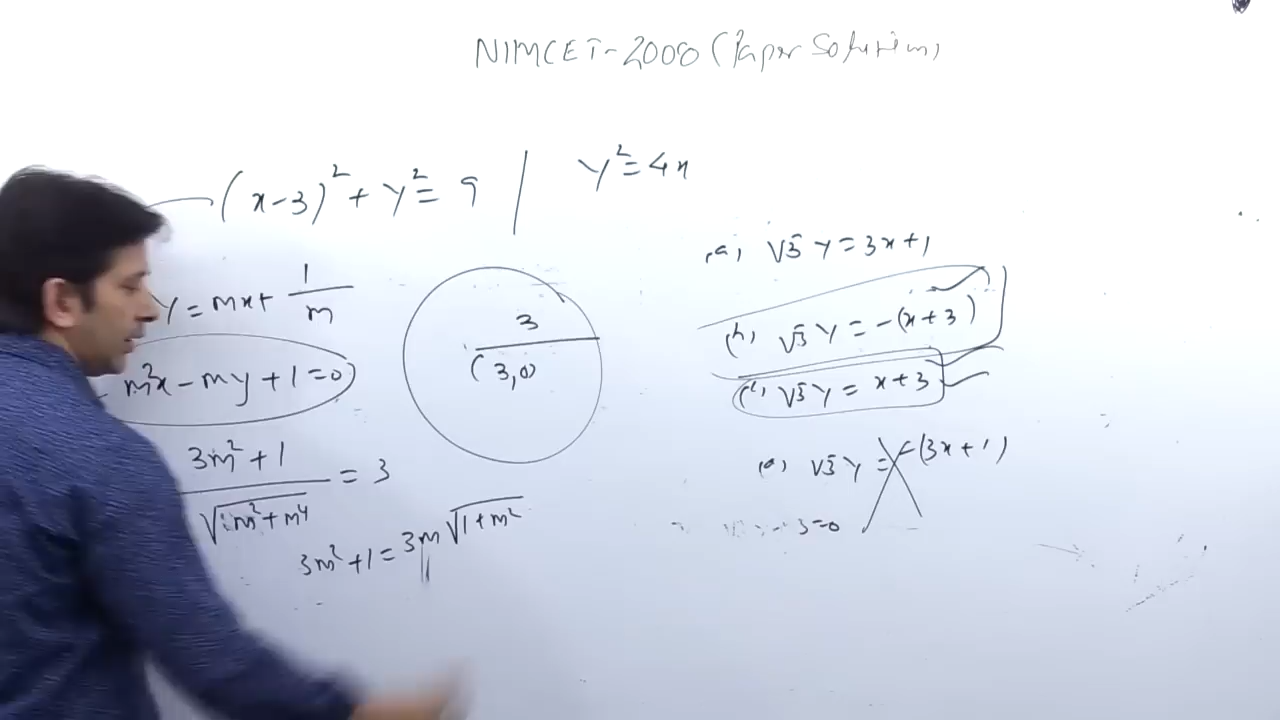 NIMCET-2008 (Paper Solution)
(x-3)² + y² = 9 | y² = 4x
(a) √3 y = 3x+1
y = mx + 1/m
3
(b) √3 y = -(x+3)
m²x - my + 1 = 0
(3,0)
(c) √3 y = x+3
3m²+1 / √m²+m⁴ = 3
(d) √3 y = -(3x+1)
3m²+1 = 3m √1+m²
3=0